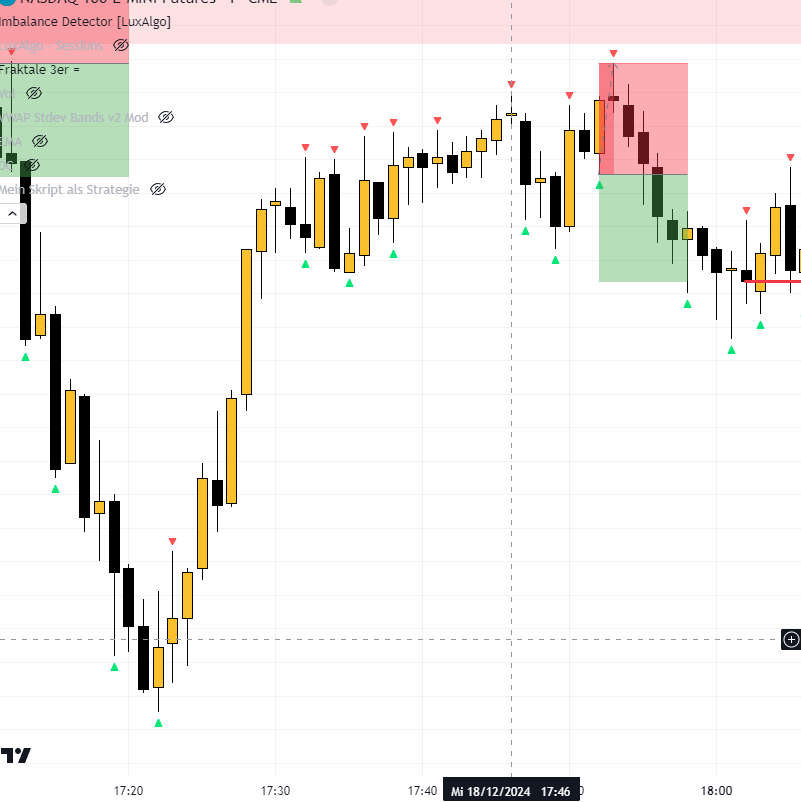 NASDAQ 100 E-MINI Futures · 1 · CME
Imbalance Detector [LuxAlgo]
LuxAlgo - Sessions
Fraktale 3er =
Vol
VWAP Stdev Bands v2 Mod
EMA
Mein Skript als Strategie
17:20
17:30
17:40
Mi 18/12/2024 17:46
18:00